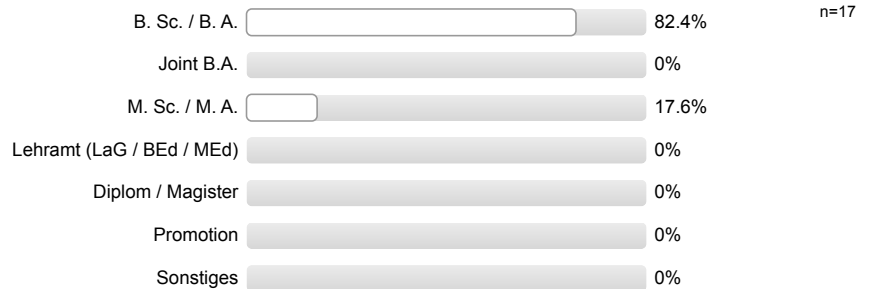 B. Sc. / B. A. 82.4% n=17
Joint B.A. 0%
M. Sc. / M. A. 17.6%
Lehramt (LaG / BEd / MEd) 0%
Diplom / Magister 0%
Promotion 0%
Sonstiges 0%